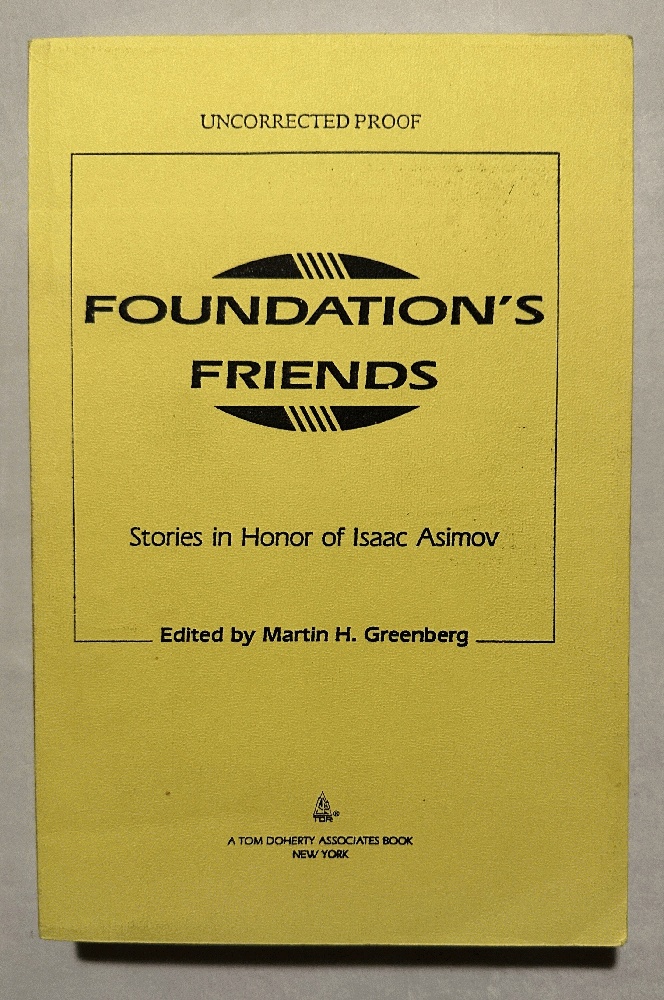 UNCORRECTED PROOF
FOUNDATION'S
FRIENDS
Stories in Honor of Isaac Asimov
Edited by Martin H. Greenberg
TOR®
A TOM DOHERTY ASSOCIATES BOOK
NEW YORK